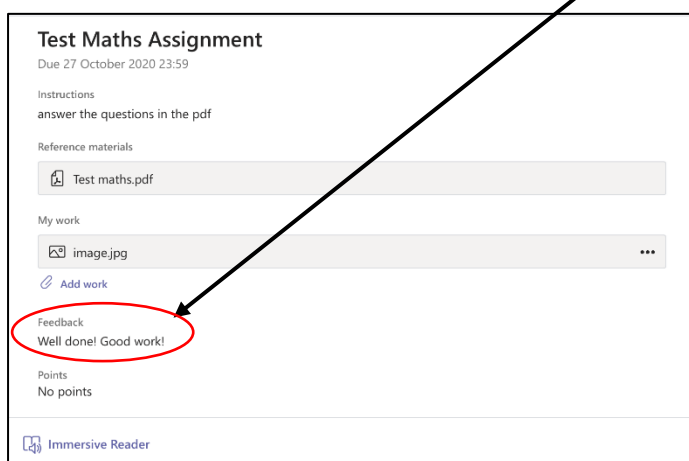 Test Maths Assignment
Due 27 October 2020 23:59
Instructions
answer the questions in the pdf
Reference materials
Test maths.pdf
My work
image.jpg
Add work
Feedback
Well done! Good work!
Points
No points
Immersive Reader